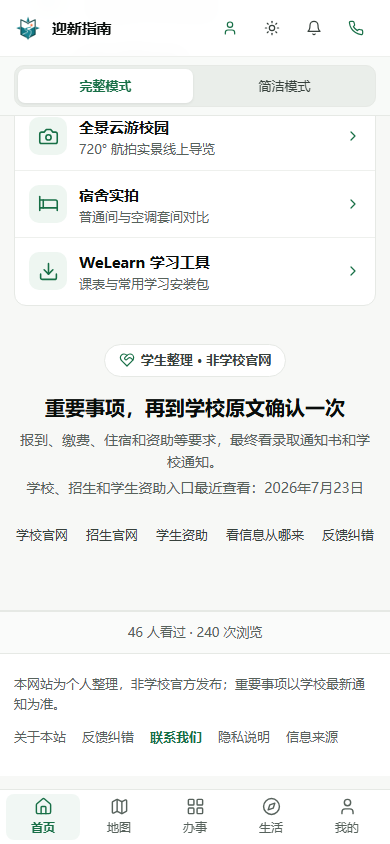 迎新指南
完整模式 简洁模式
全景云游校园
720° 航拍实景线上导览
宿舍实拍
普通间与空调套间对比
WeLearn 学习工具
课表与常用学习安装包
学生整理 • 非学校官网
重要事项，再到学校原文确认一次
报到、缴费、住宿和资助等要求，最终看录取通知书和学
校通知。
学校、招生和学生资助入口最近查看：2026年7月23日
学校官网 招生官网 学生资助 看信息从哪来 反馈纠错
46 人看过 · 240 次浏览
本网站为个人整理，非学校官方发布；重要事项以学校最新通
知为准。
关于本站 反馈纠错 联系我们 隐私说明 信息来源
首页 地图 办事 生活 我的